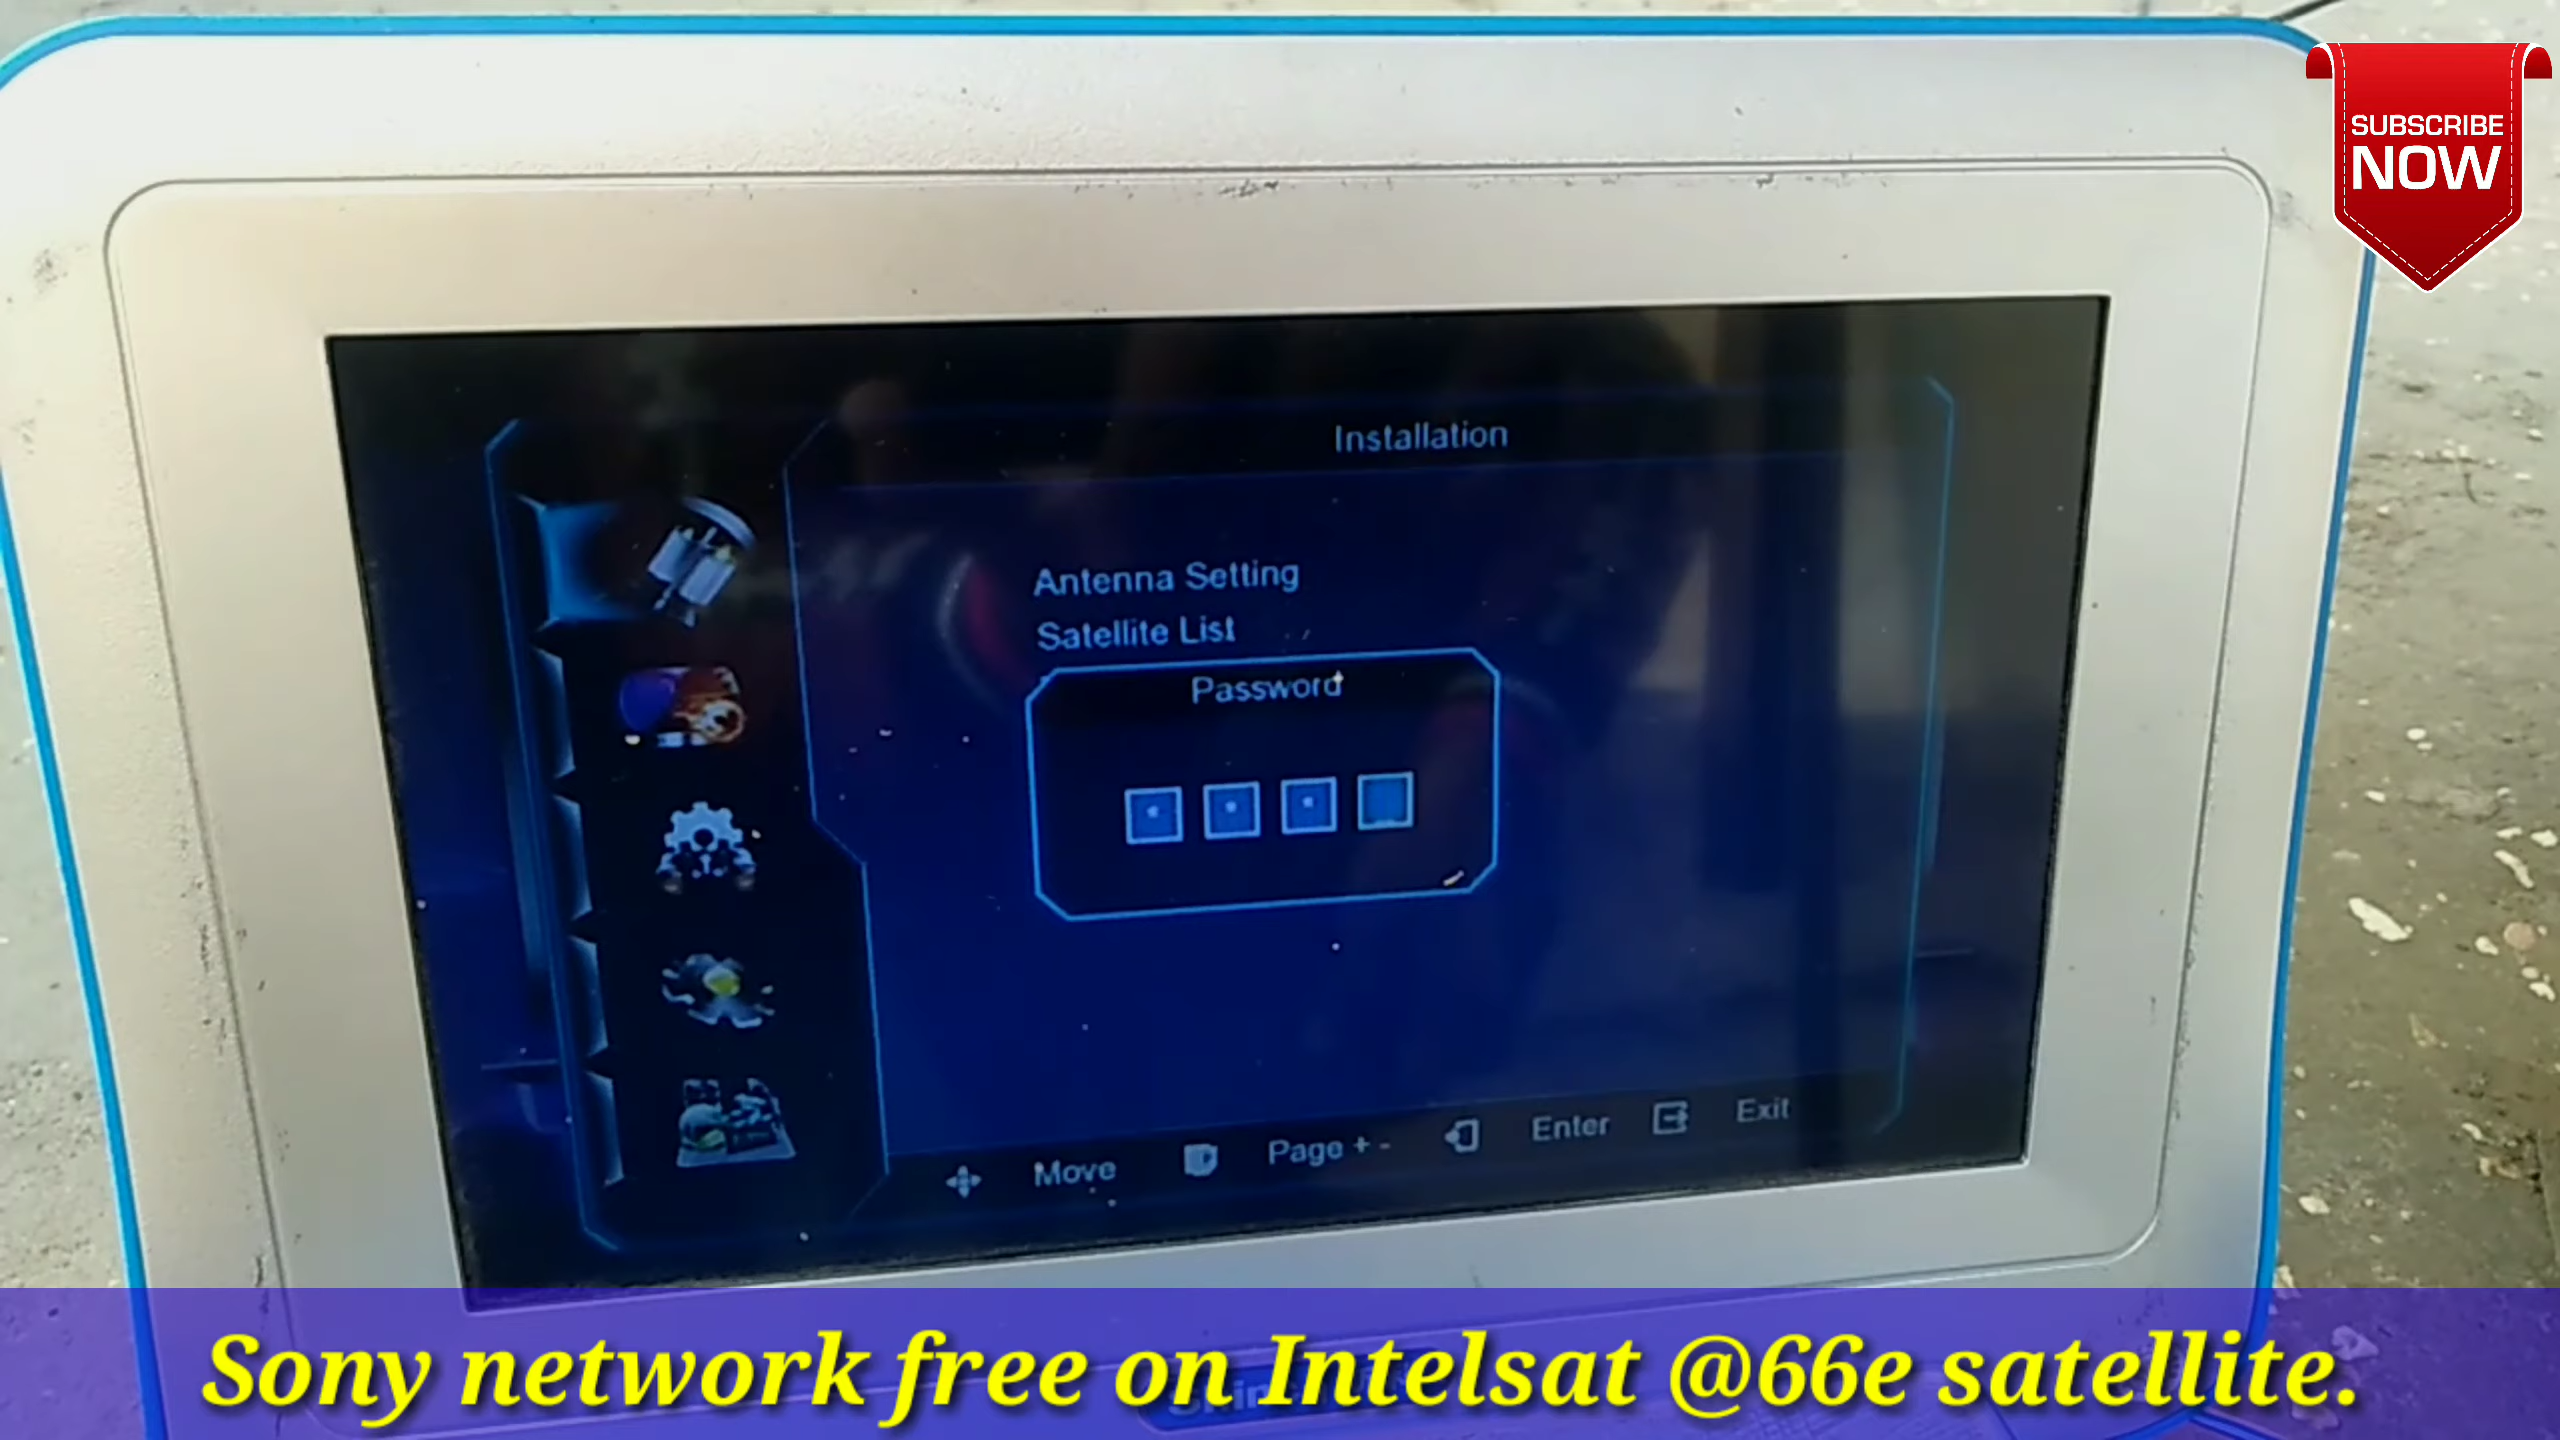 SUBSCRIBE
NOW
Installation
Antenna Setting
Satellite List
Password
Move
Page + -
Enter
Exit
Sony network free on Intelsat @66e satellite.